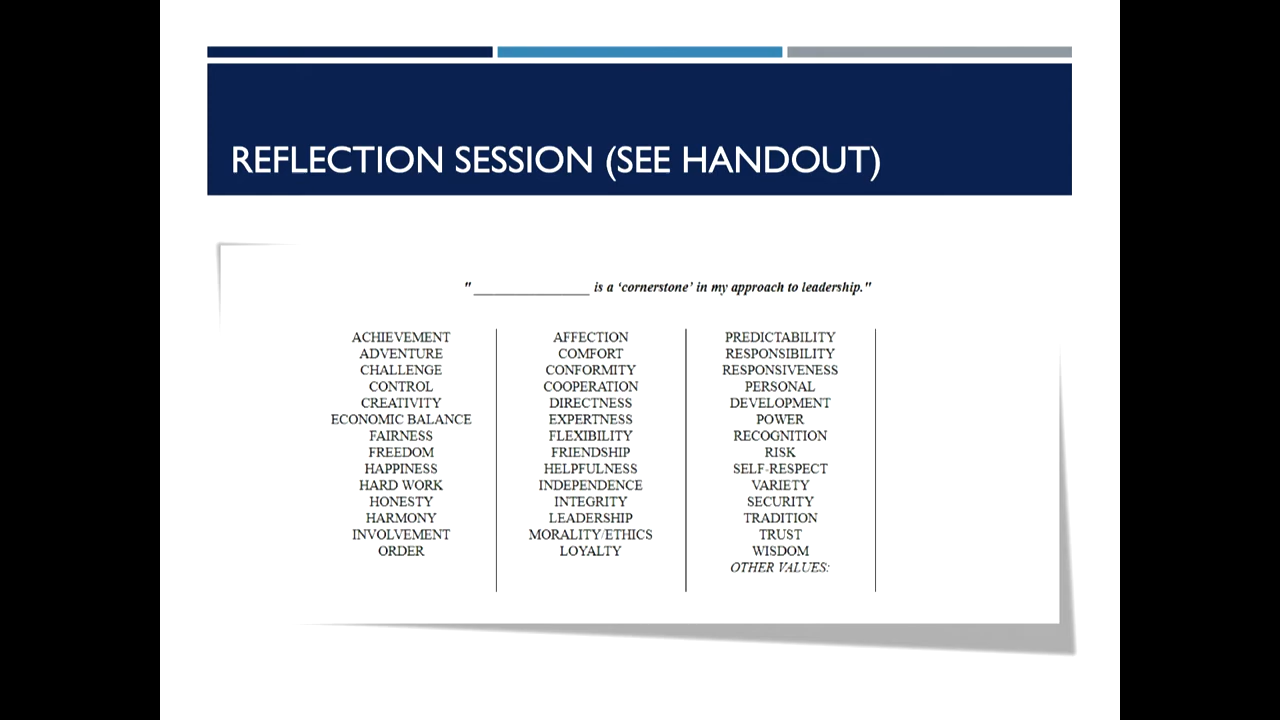 REFLECTION SESSION (SEE HANDOUT)
"_________________ is a ‘cornerstone’ in my approach to leadership."
ACHIEVEMENT
ADVENTURE
CHALLENGE
CONTROL
CREATIVITY
ECONOMIC BALANCE
FAIRNESS
FREEDOM
HAPPINESS
HARD WORK
HONESTY
HARMONY
INVOLVEMENT
ORDER
AFFECTION
COMFORT
CONFORMITY
COOPERATION
DIRECTNESS
EXPERTNESS
FLEXIBILITY
FRIENDSHIP
HELPFULNESS
INDEPENDENCE
INTEGRITY
LEADERSHIP
MORALITY/ETHICS
LOYALTY
PREDICTABILITY
RESPONSIBILITY
RESPONSIVENESS
PERSONAL
DEVELOPMENT
POWER
RECOGNITION
RISK
SELF-RESPECT
VARIETY
SECURITY
TRADITION
TRUST
WISDOM
OTHER VALUES: